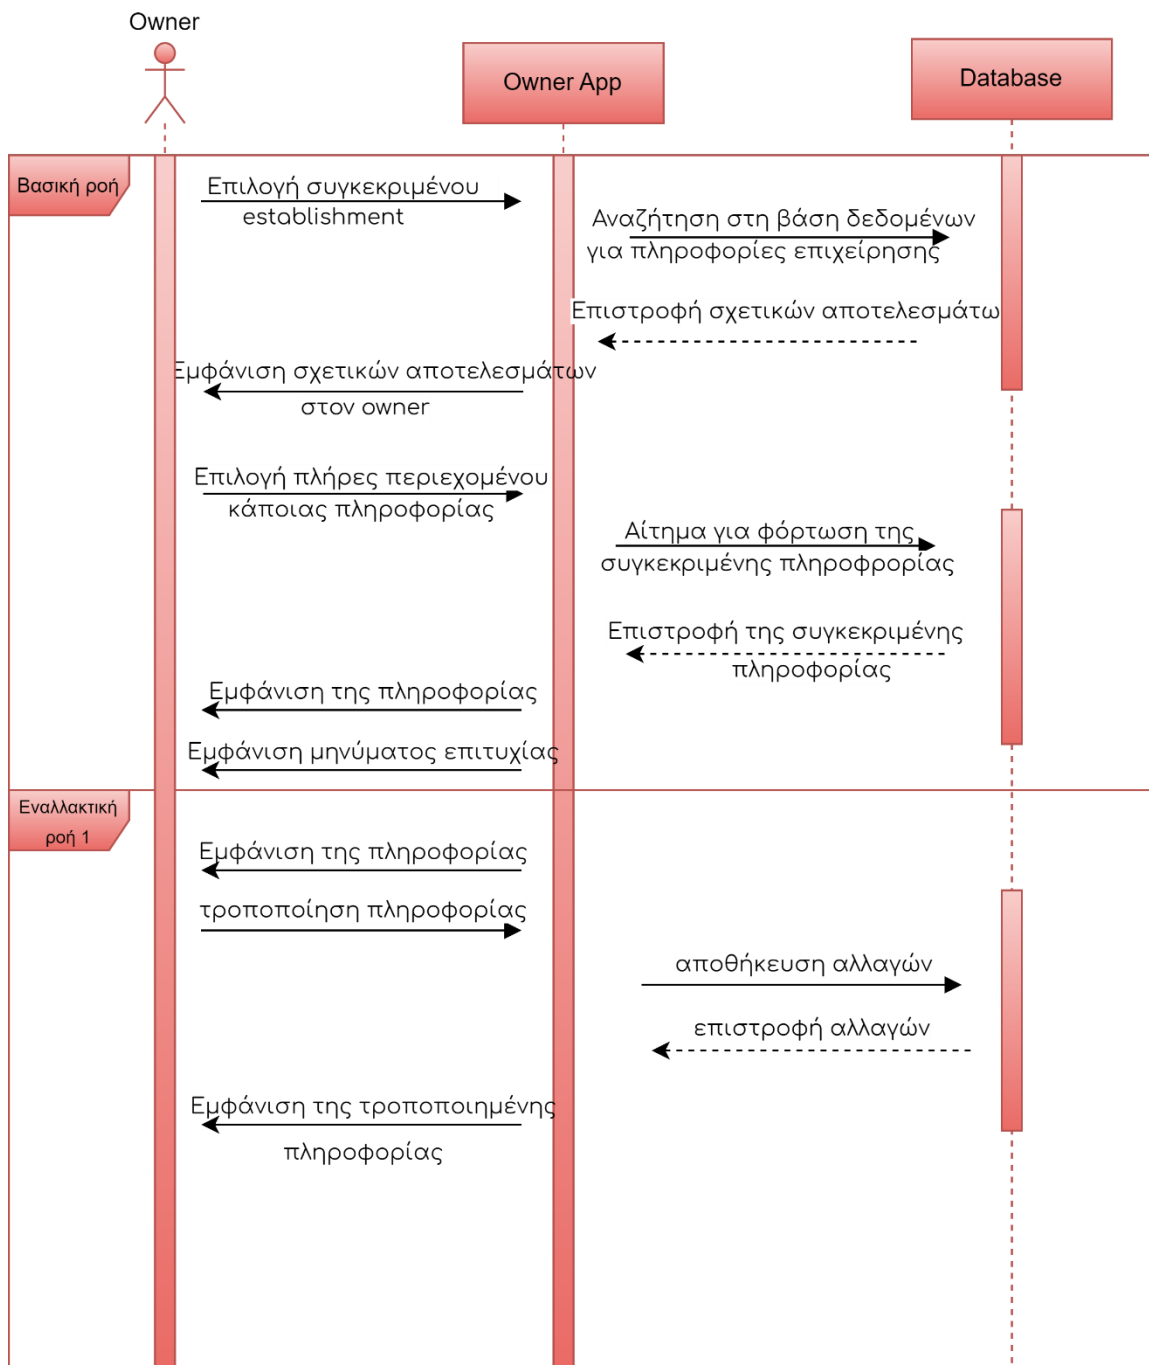 Owner
Owner App
Database
Βασική ροή
Επιλογή συγκεκριμένου
establishment
Αναζήτηση στη βάση δεδομένων
για πληροφορίες επιχείρησης
Επιστροφή σχετικών αποτελεσμάτω
Εμφάνιση σχετικών αποτελεσμάτων
στον owner
Επιλογή πλήρες περιεχομένου
κάποιας πληροφορίας
Αίτημα για φόρτωση της
συγκεκριμένης πληροφρορίας
Επιστροφή της συγκεκριμένης
πληροφορίας
Εμφάνιση της πληροφορίας
Εμφάνιση μηνύματος επιτυχίας
Εναλλακτική
ροή 1
Εμφάνιση της πληροφορίας
τροποποίηση πληροφορίας
αποθήκευση αλλαγών
επιστροφή αλλαγών
Εμφάνιση της τροποποιημένης
πληροφορίας